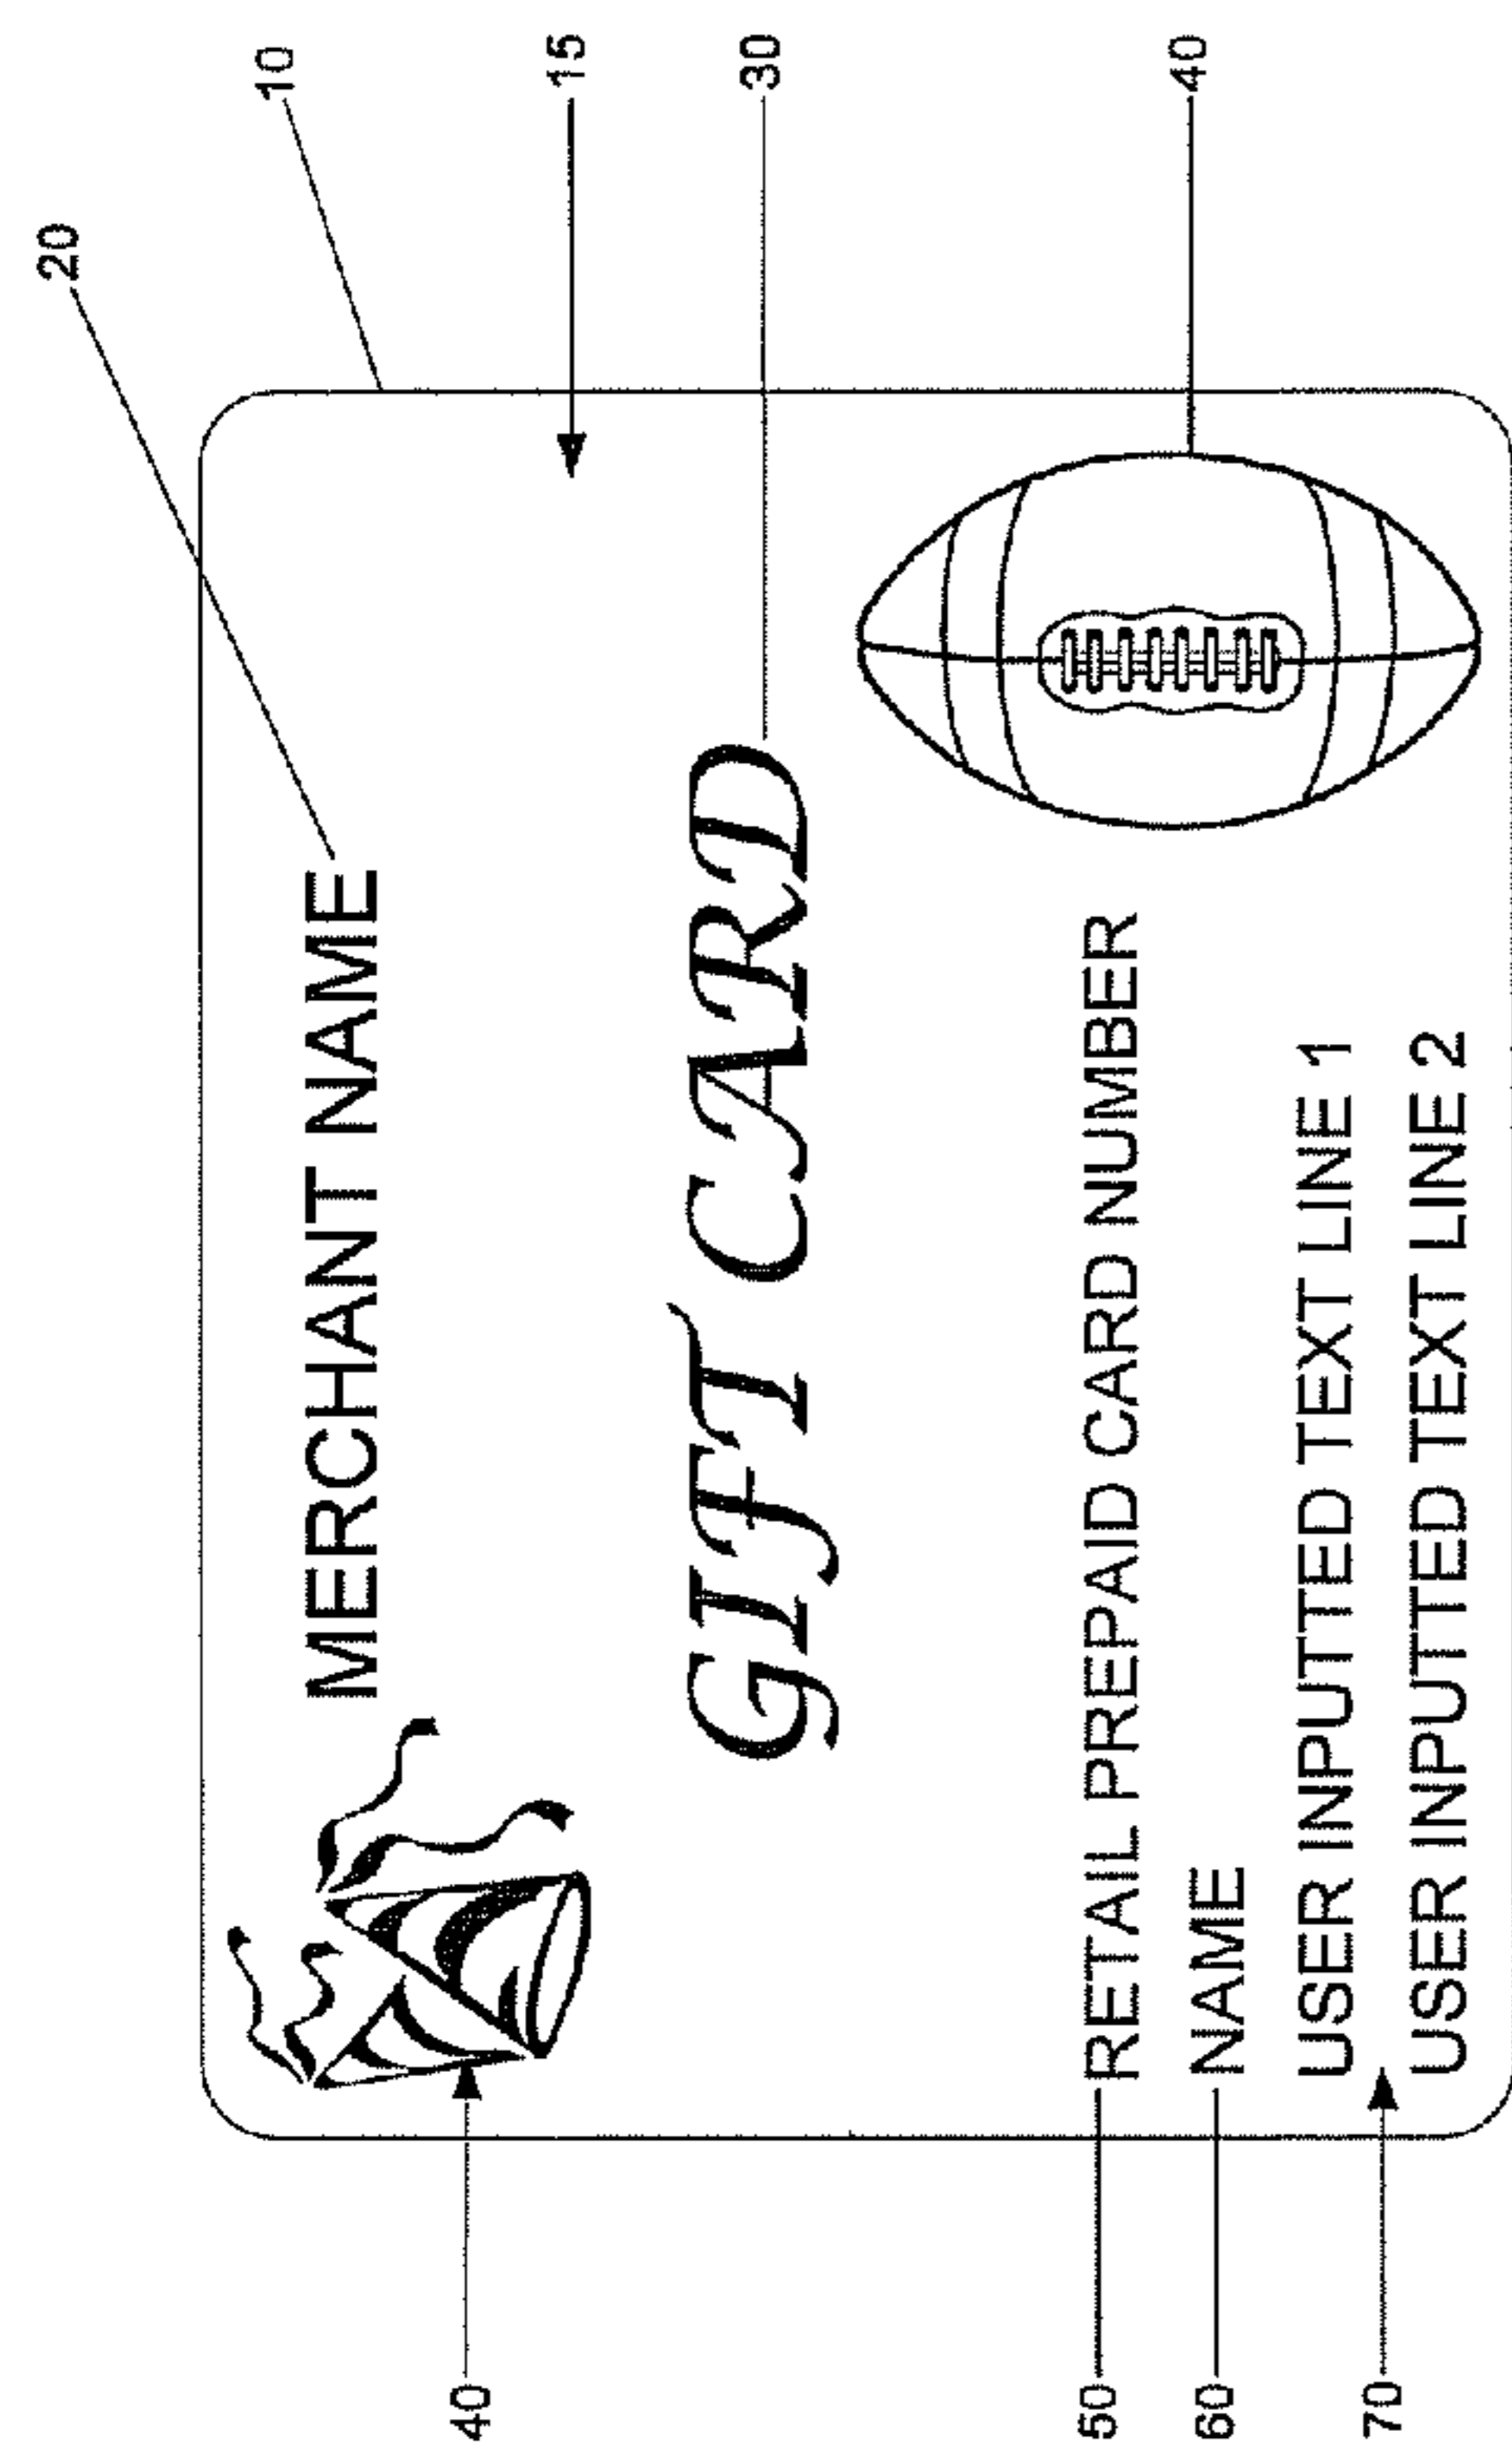 20
10
MERCHANT NAME
40
15
GIFT CARD
30
50
RETAIL PREPAID CARD NUMBER
40
60
NAME
USER INPUTTED TEXT LINE 1
70
USER INPUTTED TEXT LINE 2